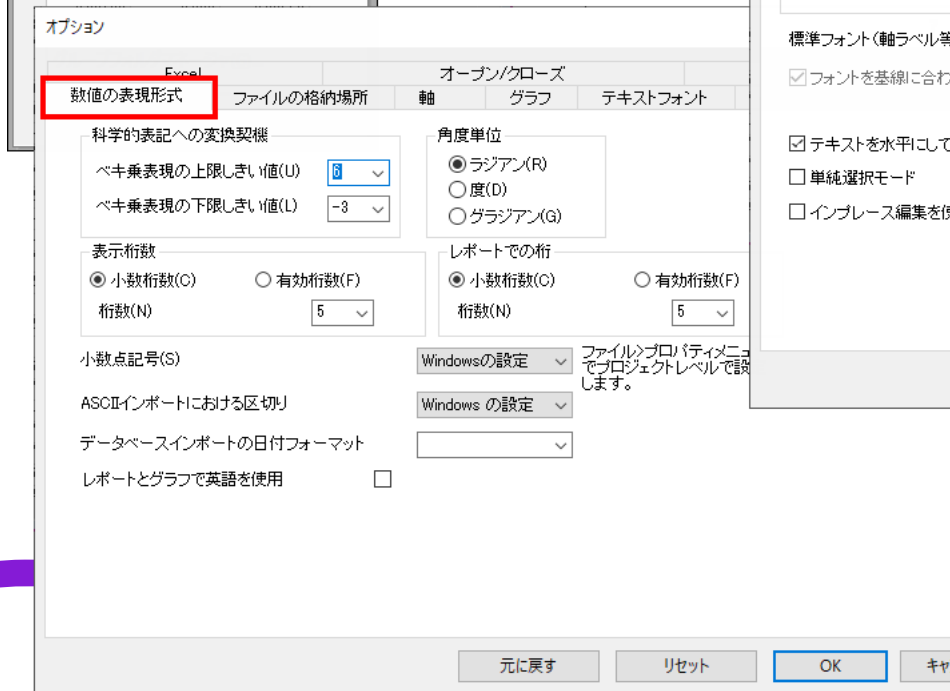 オプション
標準フォント(軸ラベル等
Excel
オープン/クローズ
フォントを基線に合わ
数値の表現形式
ファイルの格納場所
軸
グラフ
テキストフォント
科学的表記への変換契機
角度単位
テキストを水平にして
ベキ乗表現の上限しきい値(U)
6
ラジアン(R)
単純選択モード
度(D)
ベキ乗表現の下限しきい値(L)
-3
グラジアン(G)
インプレース編集を使
表示桁数
レポートでの桁
小数桁数(C)
有効桁数(F)
小数桁数(C)
有効桁数(F)
桁数(N)
5
桁数(N)
5
小数点記号(S)
Windowsの設定
ファイル>プロパティメニュ
でプロジェクトレベルで設
します。
ASCIIインポートにおける区切り
Windows の設定
データベースインポートの日付フォーマット
レポートとグラフで英語を使用
元に戻す
リセット
OK
キャ